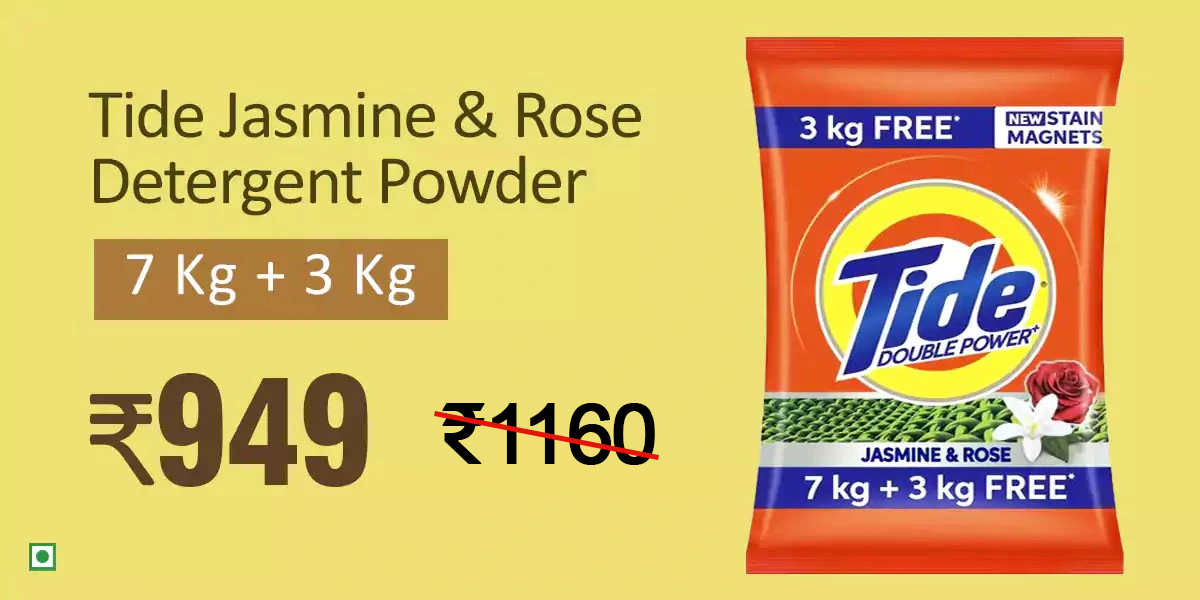 Tide Jasmine & Rose
Detergent Powder
7 Kg + 3 Kg
₹949 ₹1160
3 kg FREE*
NEW STAIN
MAGNETS
Tide®
DOUBLE POWER+
JASMINE & ROSE
7 kg + 3 kg FREE*